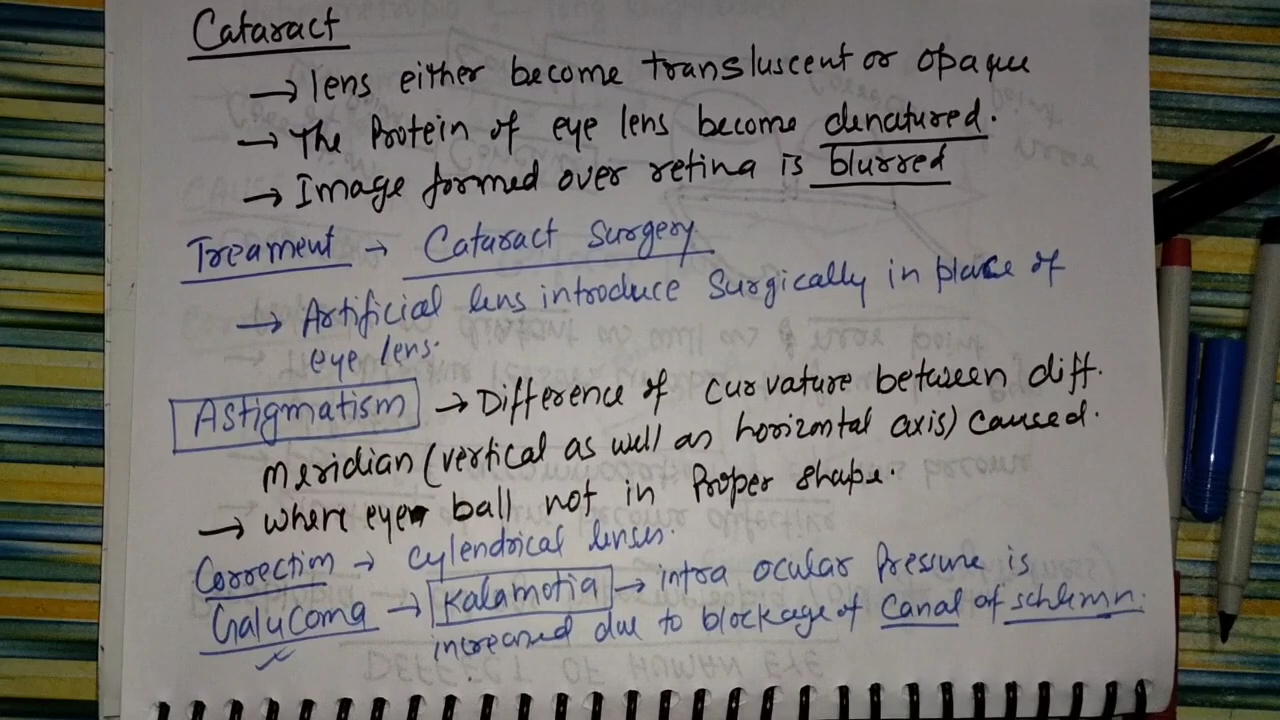 Cataract
→ lens either become transluscent or opaque
→ The Protein of eye lens become denatured.
→ Image formed over retina is blurred
Treament → Cataract Surgery
→ Artificial lens introduce Surgically in place of
eye lens.
Astigmatism → Difference of curvature between diff.
meridian (vertical as well as horizontal axis) caused.
→ where eye ball not in Proper shape.
Correction → cylendrical lenses.
Galucoma → Kalamotia → intra ocular Pressure is
increased due to blockage of Canal of schlemn.